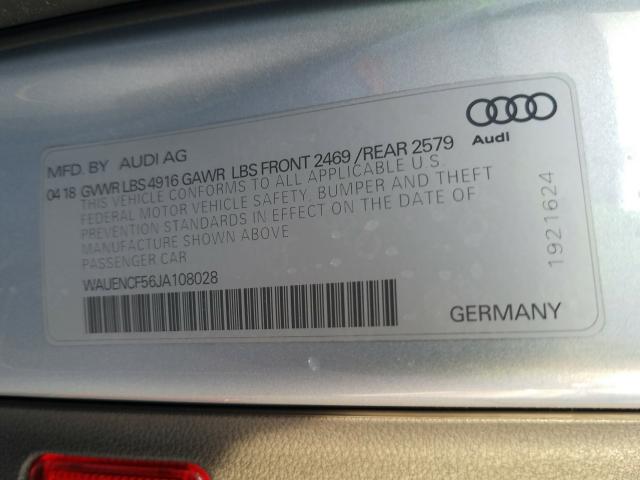 Audi
MFD. BY AUDI AG
04 18 GVWR LBS 4916 GAWR LBS FRONT 2469 / REAR 2579
THIS VEHICLE CONFORMS TO ALL APPLICABLE U.S.
FEDERAL MOTOR VEHICLE SAFETY, BUMPER AND THEFT
PREVENTION STANDARDS IN EFFECT ON THE DATE OF
MANUFACTURE SHOWN ABOVE
PASSENGER CAR
WAUENCF56JA108028
GERMANY
1921624